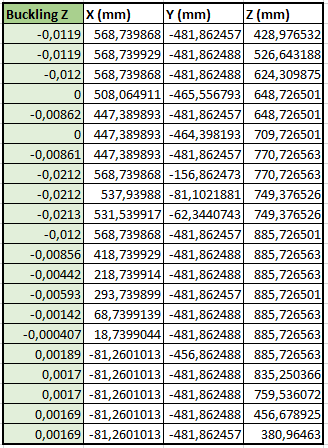 Buckling Z X (mm) Y (mm) Z (mm)
-0,0119 568,739868 -481,862457 428,976532
-0,0119 568,739929 -481,862488 526,643188
-0,012 568,739868 -481,862488 624,309875
0 508,064911 -465,556793 648,726501
-0,00862 447,389893 -481,862457 648,726501
0 447,389893 -464,398193 709,726501
-0,00861 447,389893 -481,862457 770,726563
-0,0212 568,739868 -156,862473 770,726563
-0,0212 537,93988 -81,1021881 749,376526
-0,0213 531,539917 -62,3440743 749,376526
-0,012 568,739868 -481,862457 885,726501
-0,00856 418,739929 -481,862488 885,726563
-0,00442 218,739914 -481,862488 885,726563
-0,00593 293,739899 -481,862457 885,726501
-0,00142 68,7399139 -481,862488 885,726563
-0,000407 18,7399044 -481,862488 885,726563
0,00189 -81,2601013 -456,862488 885,726563
0,0017 -81,2601013 -481,862488 835,250366
0,0017 -81,2601013 -481,862488 759,536072
0,00169 -81,2601013 -481,862488 456,678925
0,00169 -81,2601013 -481,862457 380,96463